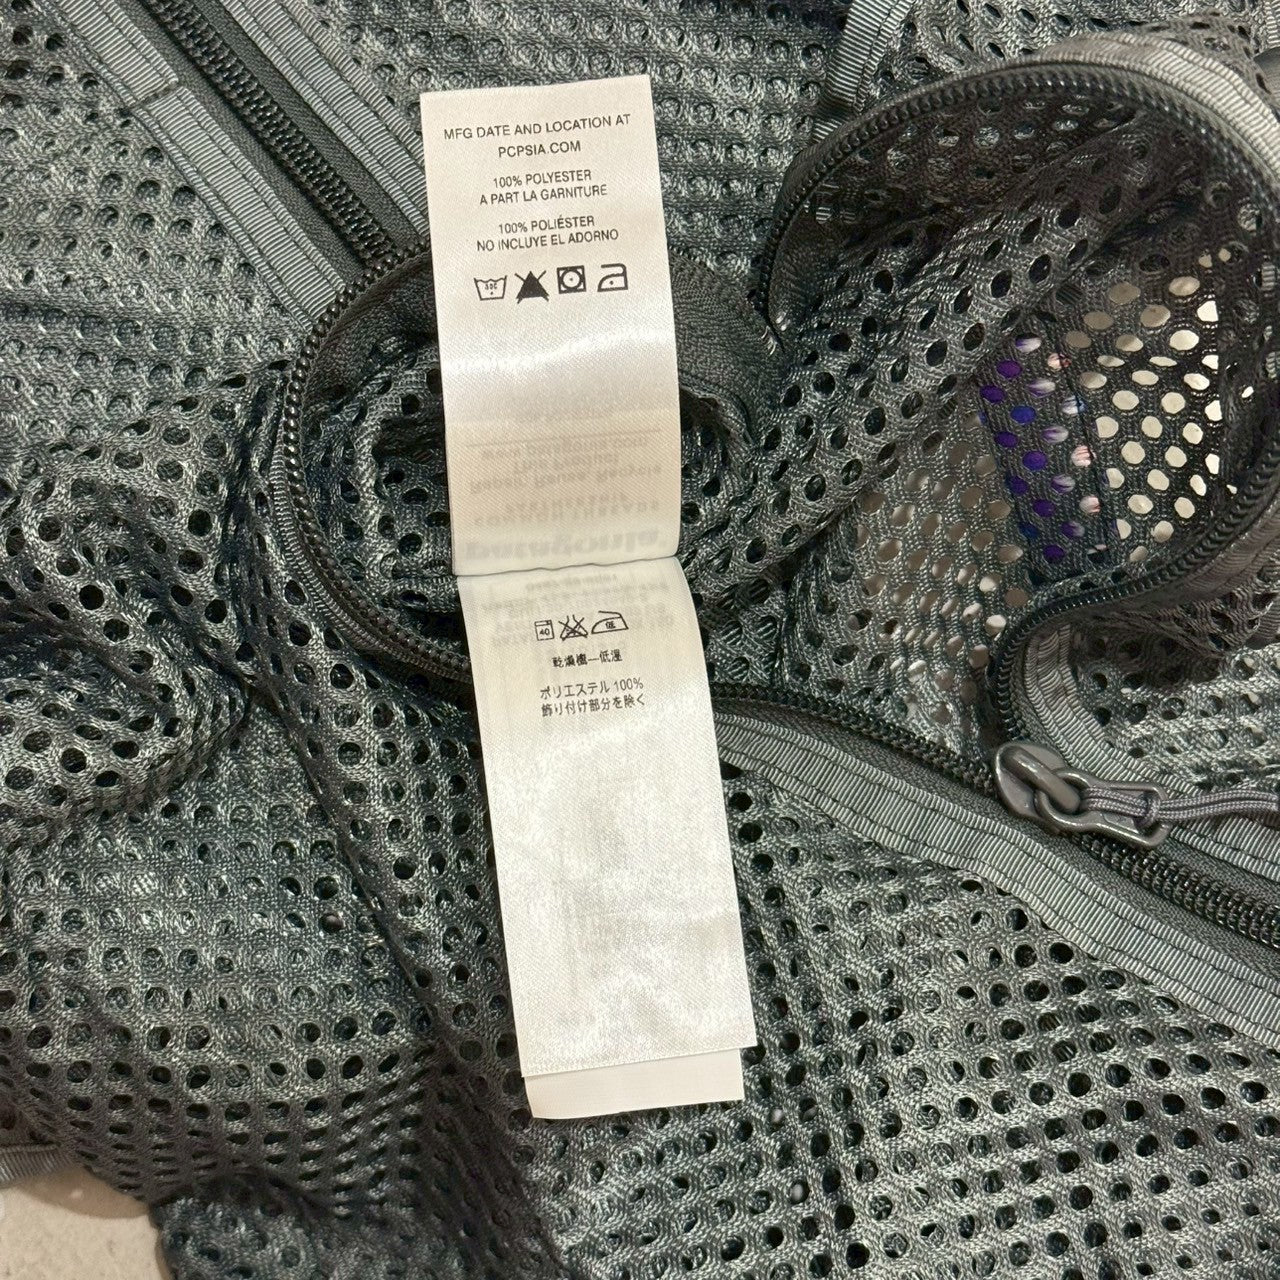 MFG DATE AND LOCATION AT
PCPSIA.COM
100% POLYESTER
A PART LA GARNITURE
100% POLIÉSTER
NO INCLUYE EL ADORNO
40
低
乾燥機—低温
ポリエステル 100%
飾り付け部分を除く